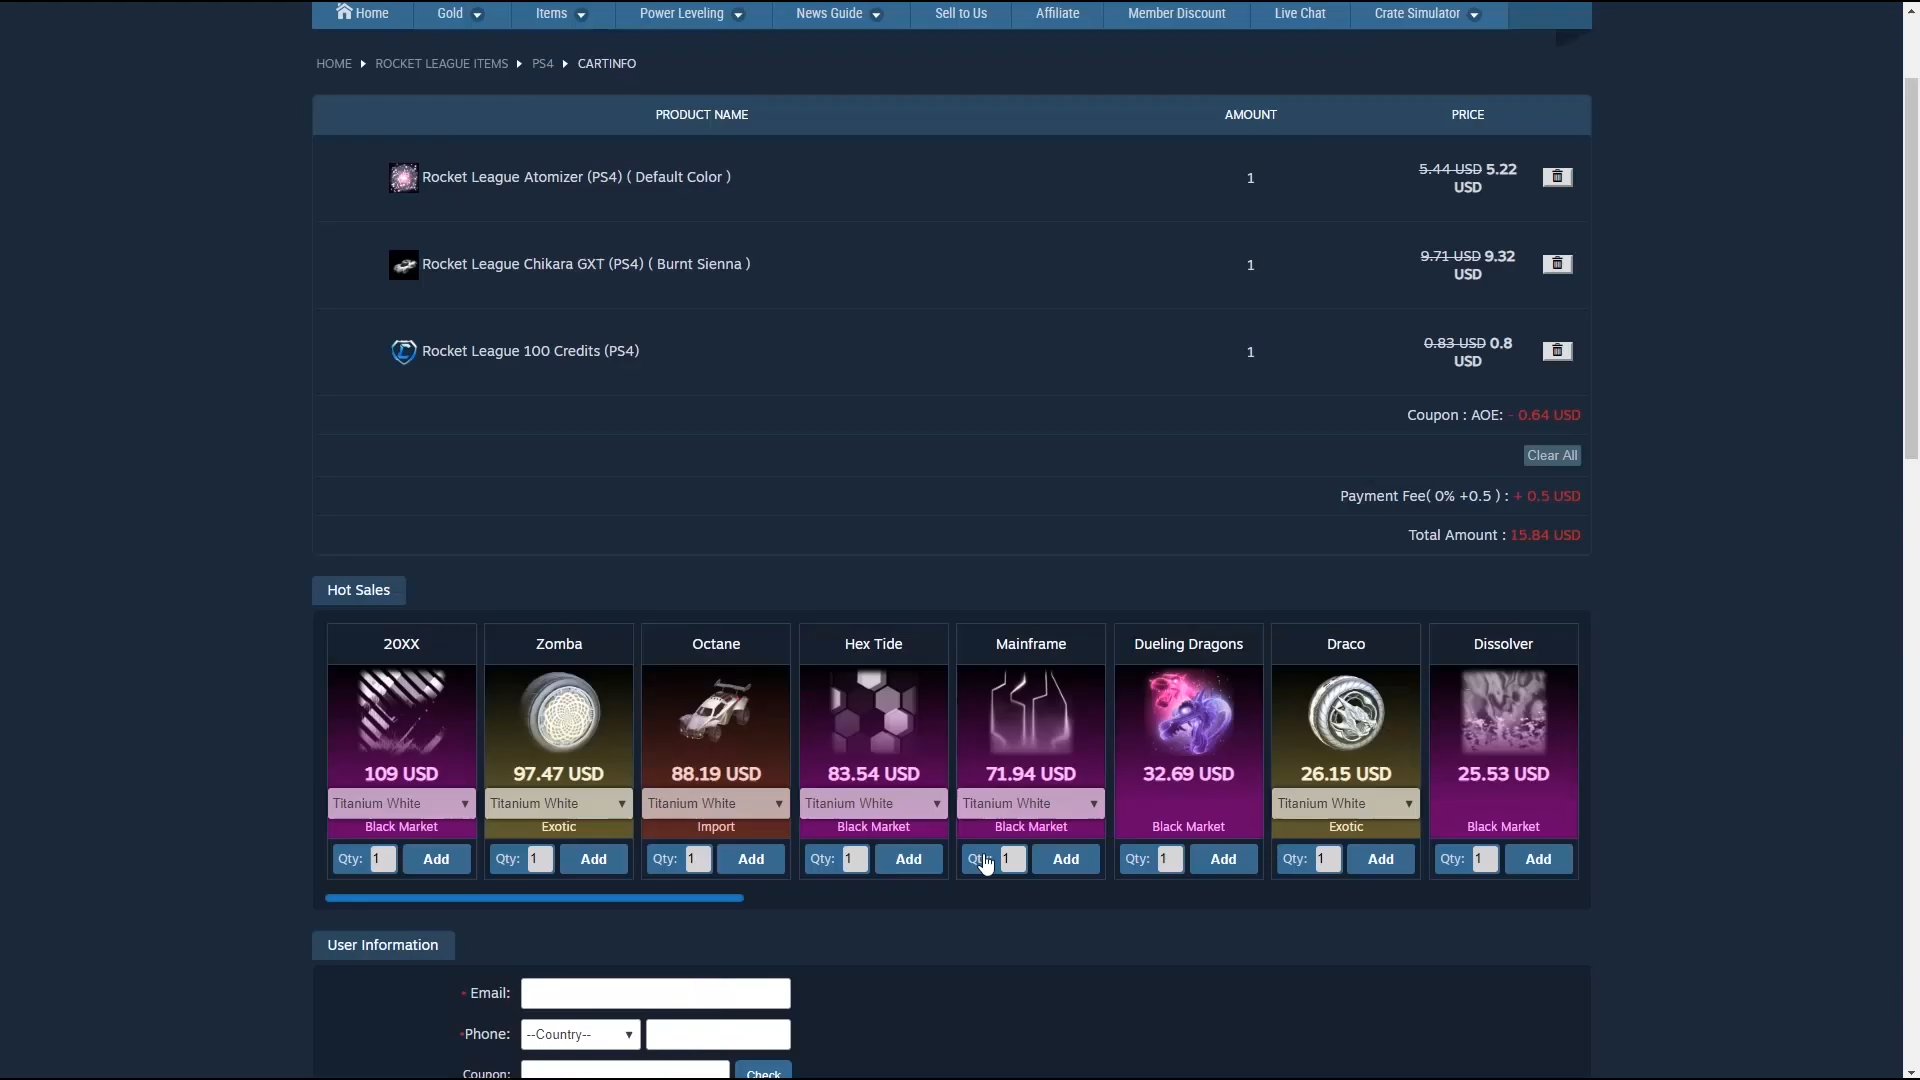 Home Gold Items Power Leveling News Guide Sell to Us Affiliate Member Discount Live Chat Crate Simulator
HOME ROCKET LEAGUE ITEMS PS4 CARTINFO
PRODUCT NAME AMOUNT PRICE
Rocket League Atomizer (PS4) ( Default Color ) 1 5.44 USD 5.22
USD
Rocket League Chikara GXT (PS4) ( Burnt Sienna ) 1 9.71 USD 9.32
USD
Rocket League 100 Credits (PS4) 1 0.83 USD 0.8
USD
Coupon : AOE: - 0.64 USD
Clear All
Payment Fee( 0% +0.5 ) : + 0.5 USD
Total Amount : 15.84 USD
Hot Sales
20XX Zomba Octane Hex Tide Mainframe Dueling Dragons Draco Dissolver
109 USD 97.47 USD 88.19 USD 83.54 USD 71.94 USD 32.69 USD 26.15 USD 25.53 USD
Titanium White Titanium White Titanium White Titanium White Titanium White Titanium White
Black Market Exotic Import Black Market Black Market Black Market Exotic Black Market
Qty: 1 Add Qty: 1 Add Qty: 1 Add Qty: 1 Add Qty: 1 Add Qty: 1 Add Qty: 1 Add Qty: 1 Add
User Information
* Email:
*Phone: --Country--
Coupon: Check